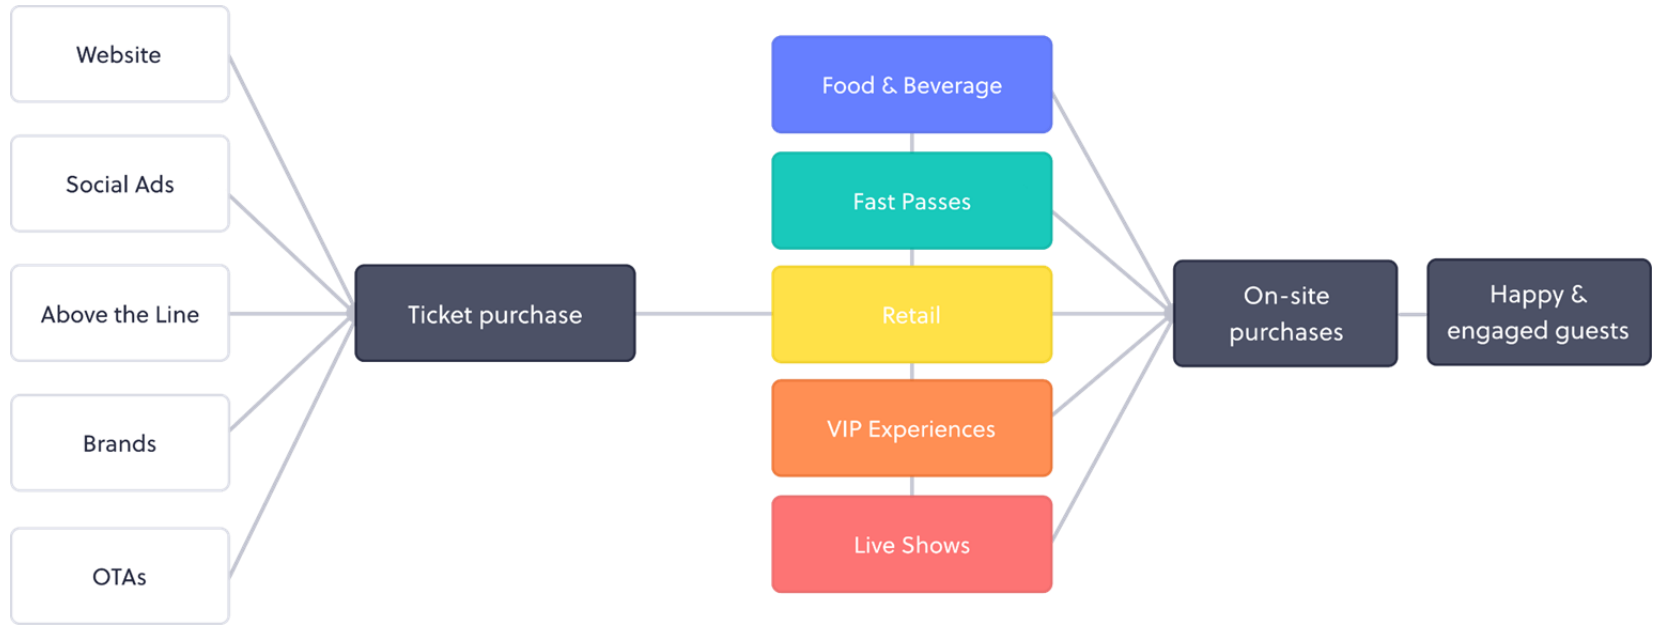 Website
Social Ads
Above the Line
Brands
OTAs
Ticket purchase
Food & Beverage
Fast Passes
Retail
VIP Experiences
Live Shows
On-site
purchases
Happy &
engaged guests